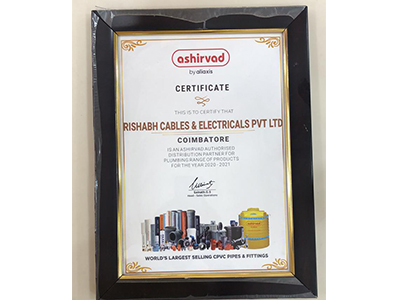 ashirvad
by aliaxis
CERTIFICATE
THIS IS TO CERTIFY THAT
RISHABH CABLES & ELECTRICALS PVT LTD
COIMBATORE
IS AN ASHIRVAD AUTHORISED
DISTRIBUTION PARTNER FOR
PLUMBING RANGE OF PRODUCTS
FOR THE YEAR 2020 - 2021
WORLD'S LARGEST SELLING CPVC PIPES & FITTINGS